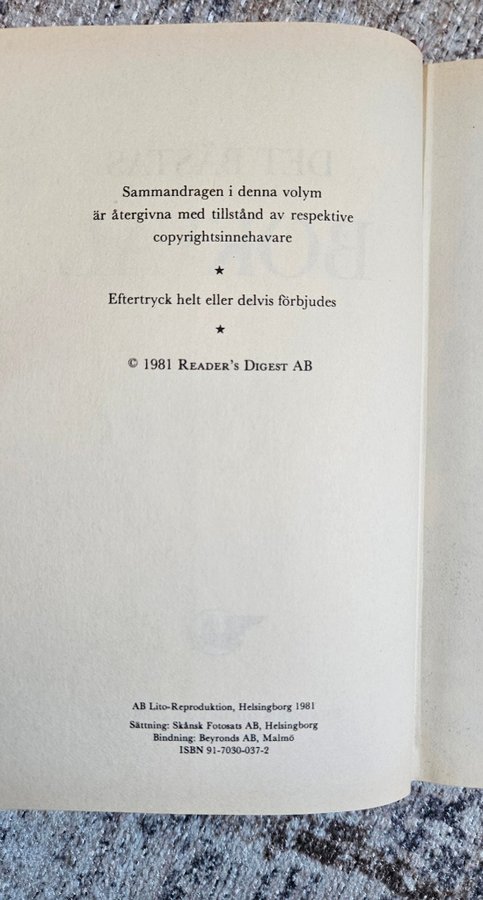 Sammandragen i denna volym
är återgivna med tillstånd av respektive
copyrightsinnehavare
★
Eftertryck helt eller delvis förbjudes
★
© 1981 READER'S DIGEST AB
AB Lito-Reproduktion, Helsingborg 1981
Sättning: Skånsk Fotosats AB, Helsingborg
Bindning: Beyronds AB, Malmö
ISBN 91-7030-037-2